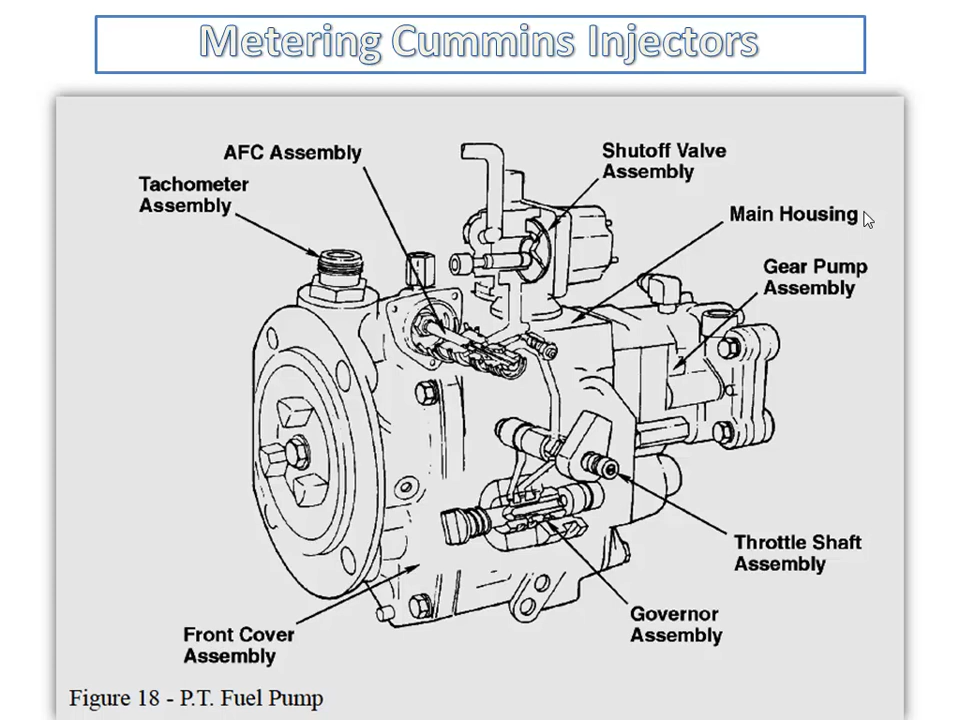 Metering Cummins Injectors
AFC Assembly
Shutoff Valve
Assembly
Tachometer
Assembly
Main Housing
Gear Pump
Assembly
Throttle Shaft
Assembly
Governor
Assembly
Front Cover
Assembly
Figure 18 - P.T. Fuel Pump